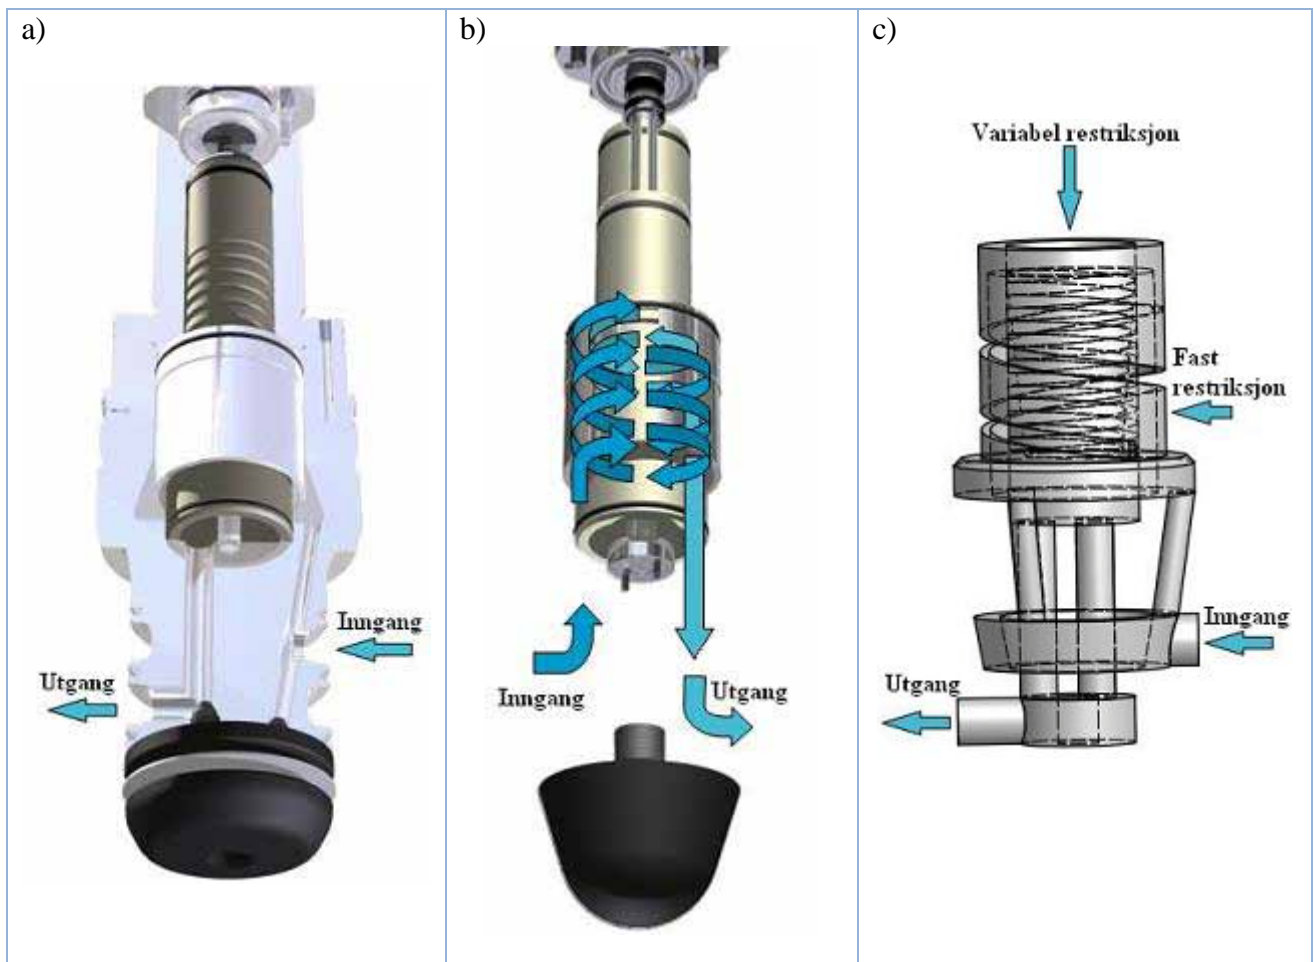 a)
Inngang
Utgang
b)
Inngang
Utgang
c)
Variabel restriksjon
Fast
restriksjon
Inngang
Utgang